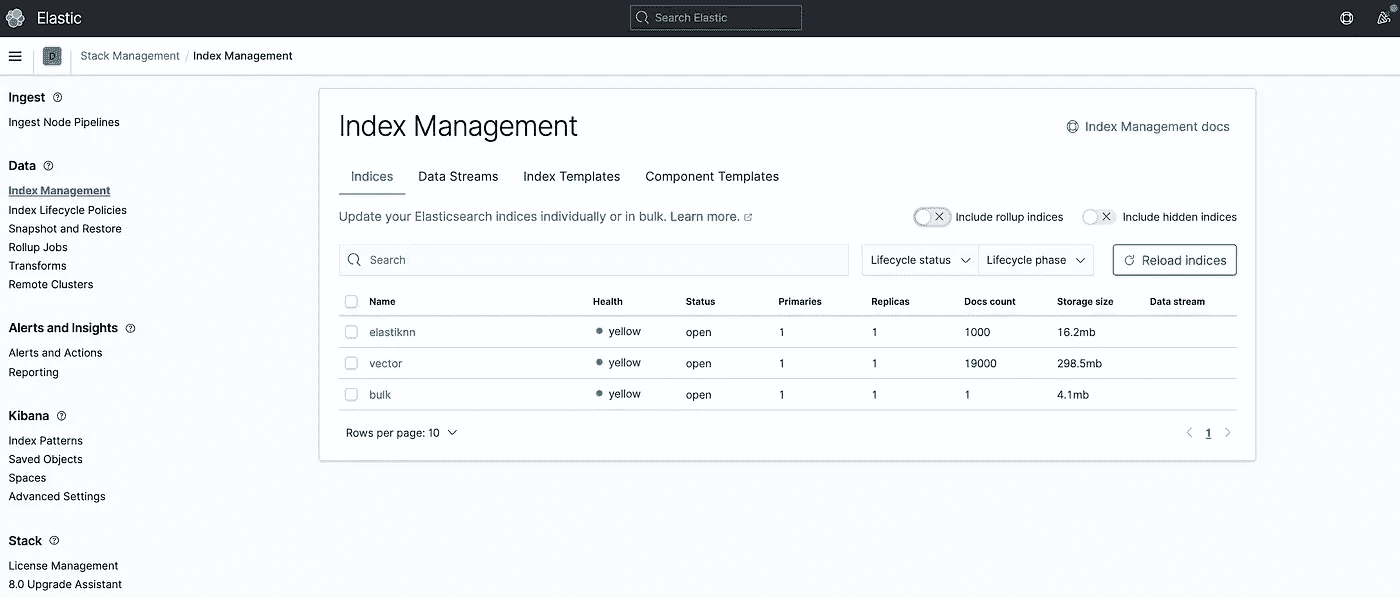 Elastic
Search Elastic
D
Stack Management / Index Management
Ingest
Ingest Node Pipelines
Data
Index Management
Index Lifecycle Policies
Snapshot and Restore
Rollup Jobs
Transforms
Remote Clusters
Alerts and Insights
Alerts and Actions
Reporting
Kibana
Index Patterns
Saved Objects
Spaces
Advanced Settings
Stack
License Management
8.0 Upgrade Assistant
Index Management
Index Management docs
Indices Data Streams Index Templates Component Templates
Update your Elasticsearch indices individually or in bulk. Learn more.
Include rollup indices Include hidden indices
Search Lifecycle status Lifecycle phase Reload indices
Name Health Status Primaries Replicas Docs count Storage size Data stream
elastiknn yellow open 1 1 1000 16.2mb
vector yellow open 1 1 19000 298.5mb
bulk yellow open 1 1 1 4.1mb
Rows per page: 10 1